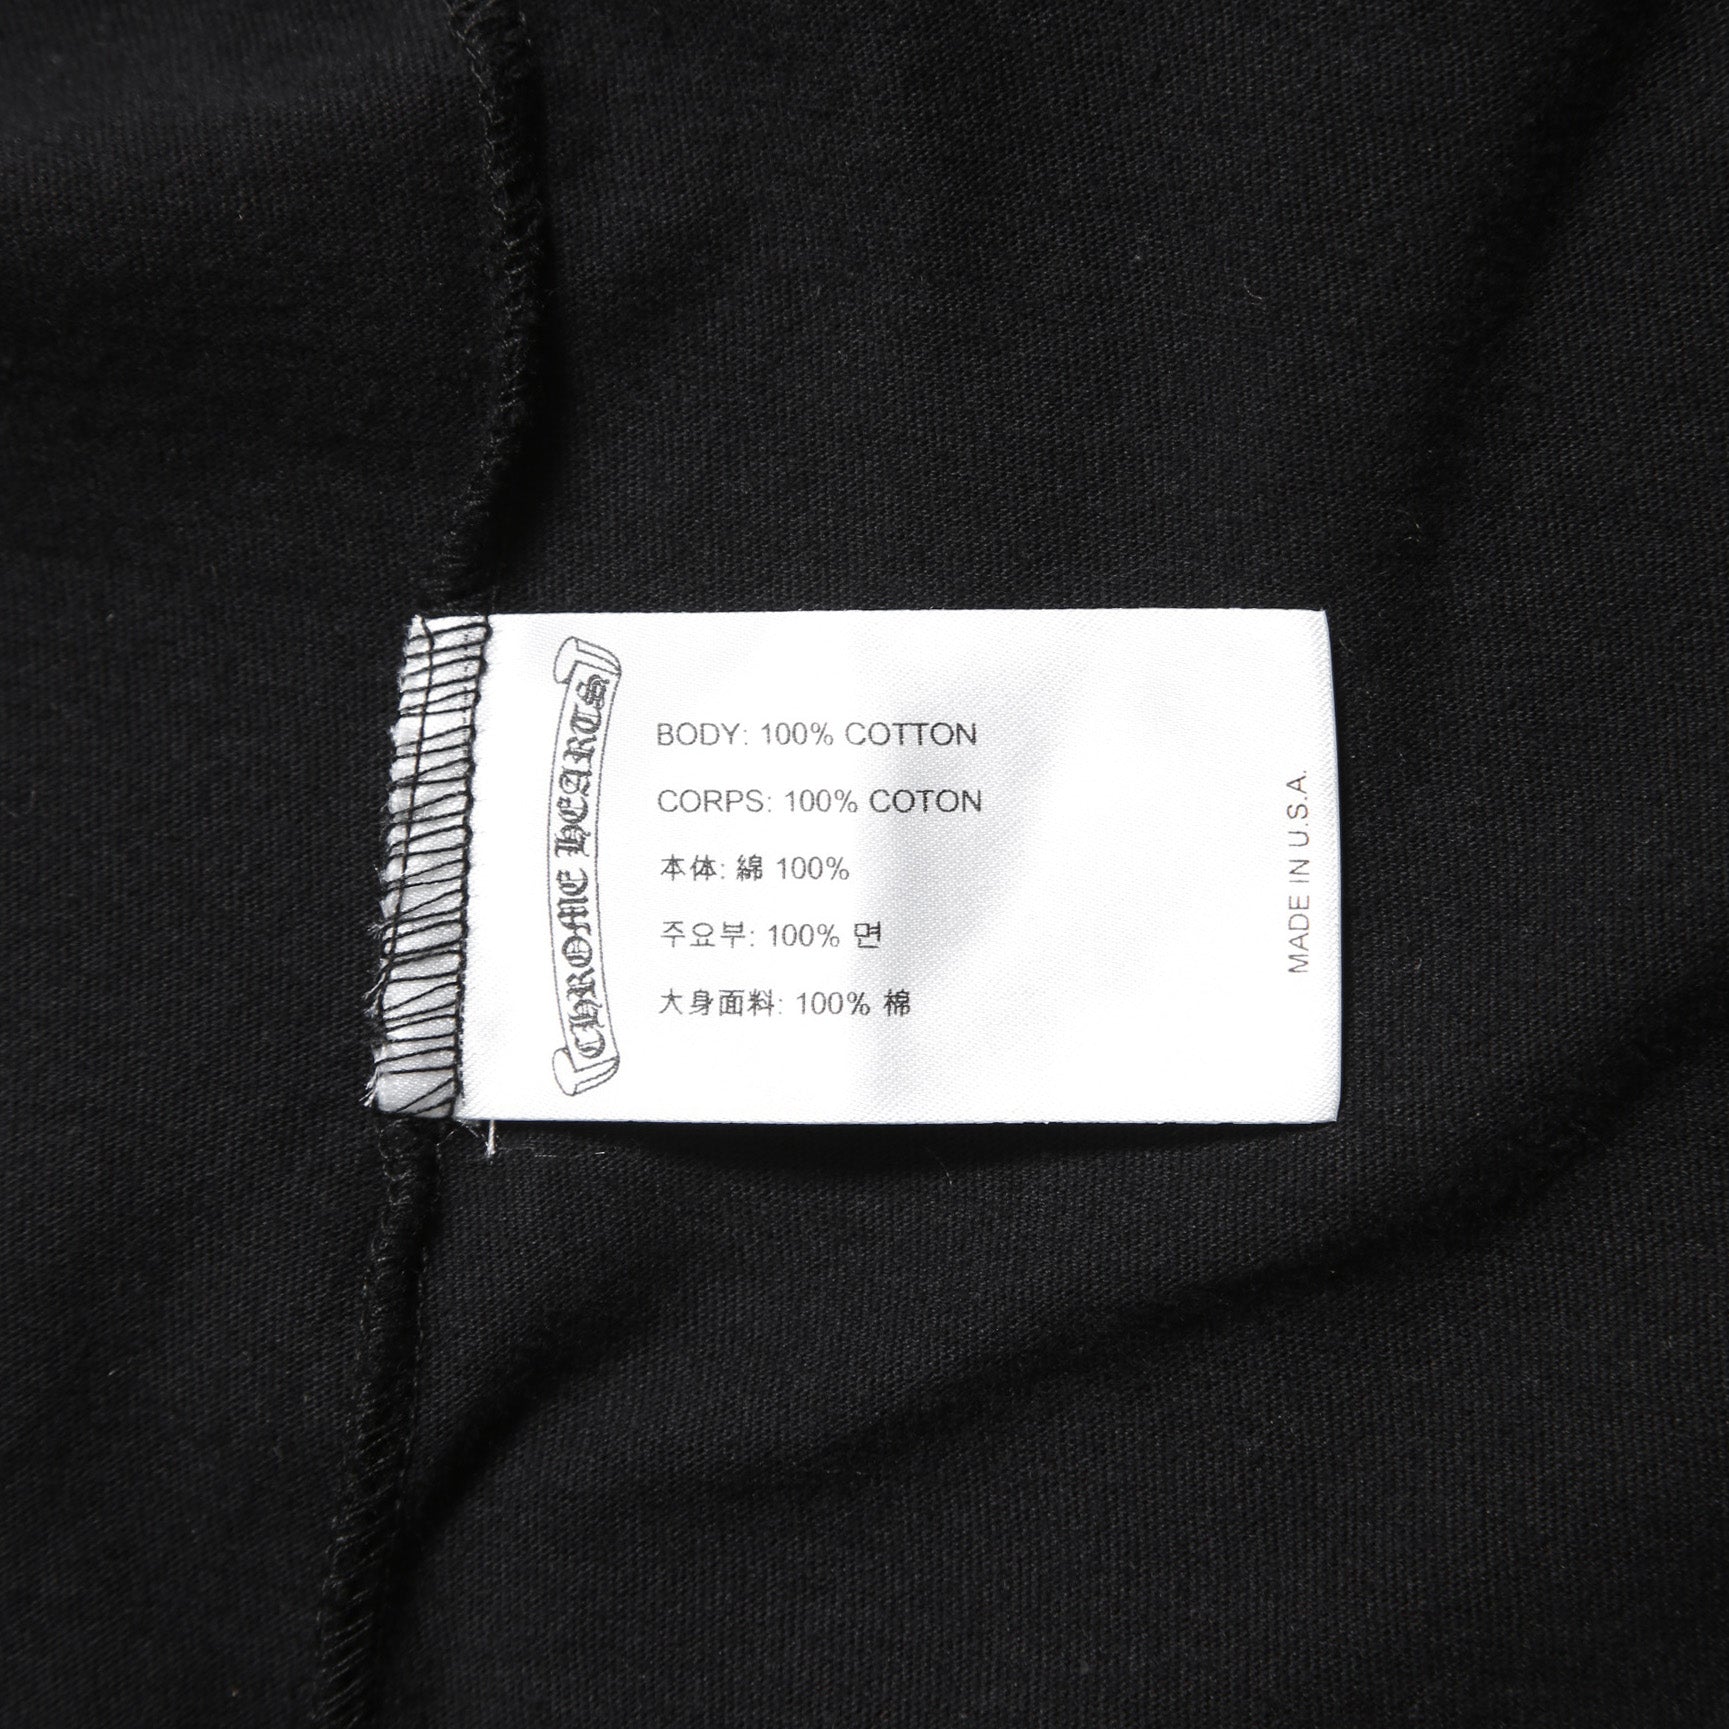 CHROME HEARTS
BODY: 100% COTTON
CORPS: 100% COTON
本体: 綿 100%
주요부: 100% 면
大身面料: 100% 棉
MADE IN U.S.A.